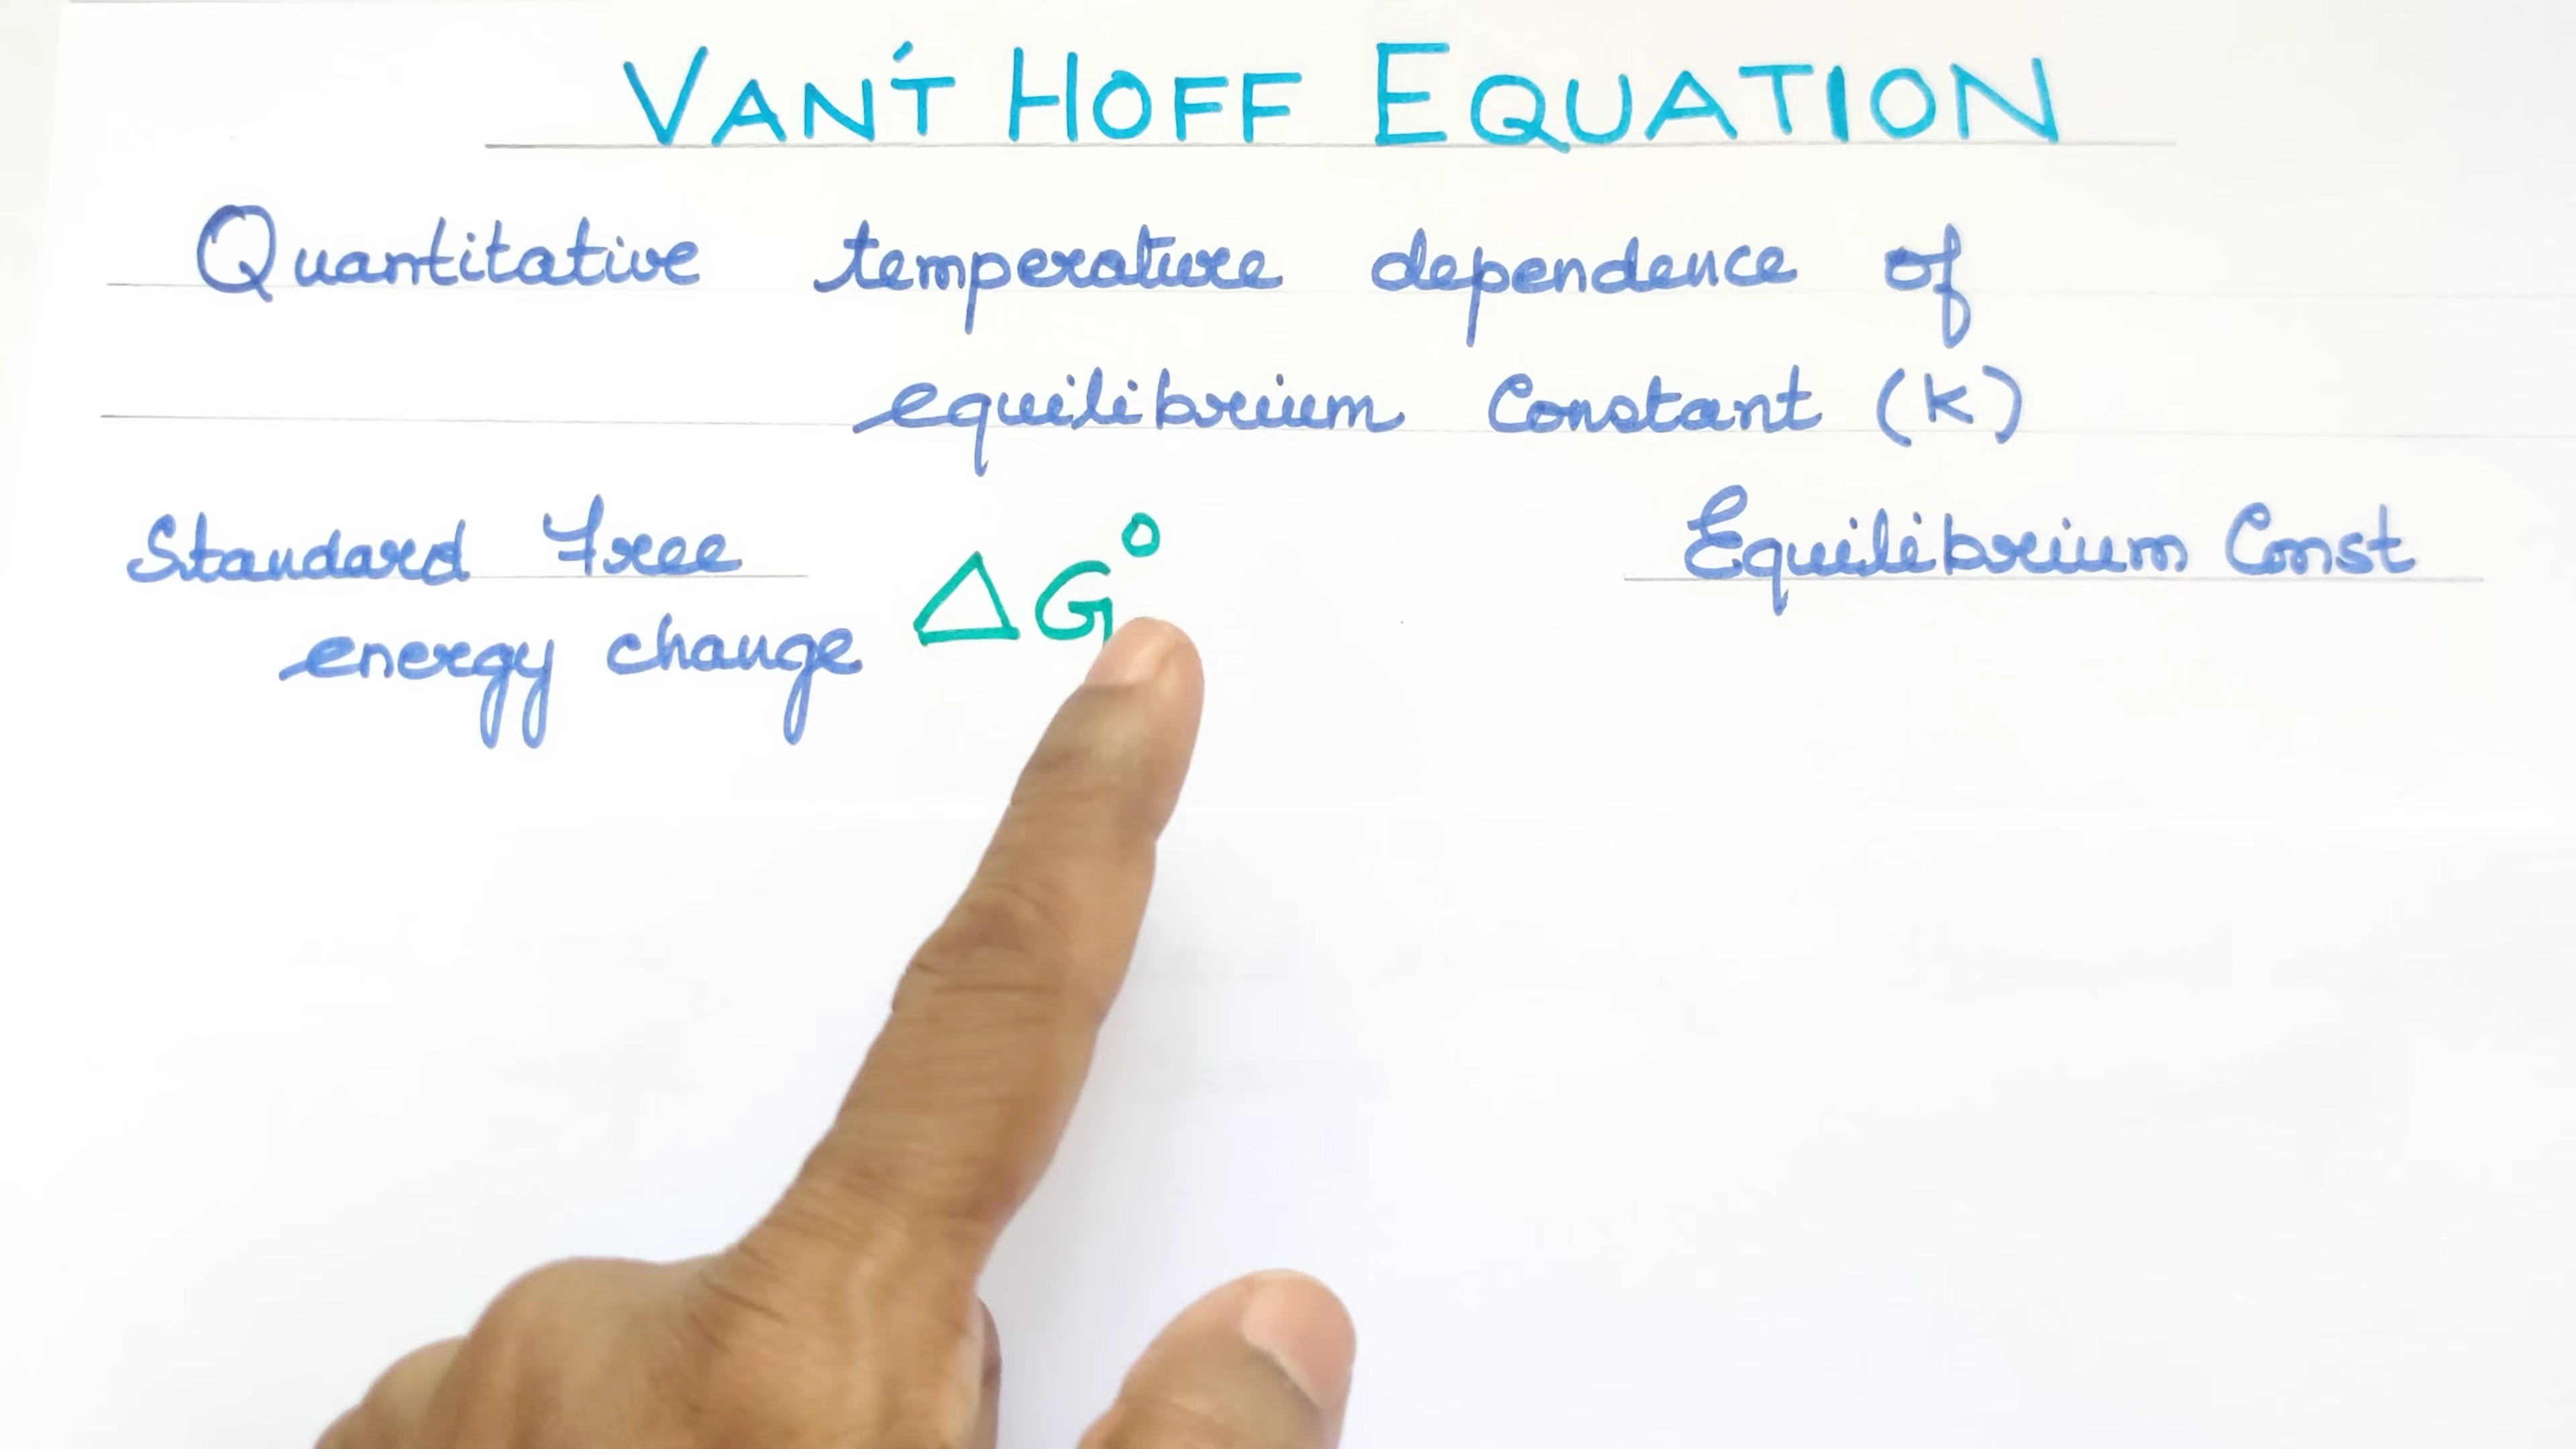 VAN'T HOFF EQUATION
Quantitative temperature dependence of
equilibrium Constant (K)
Standard Free
energy change ΔG°
Equilibrium Const